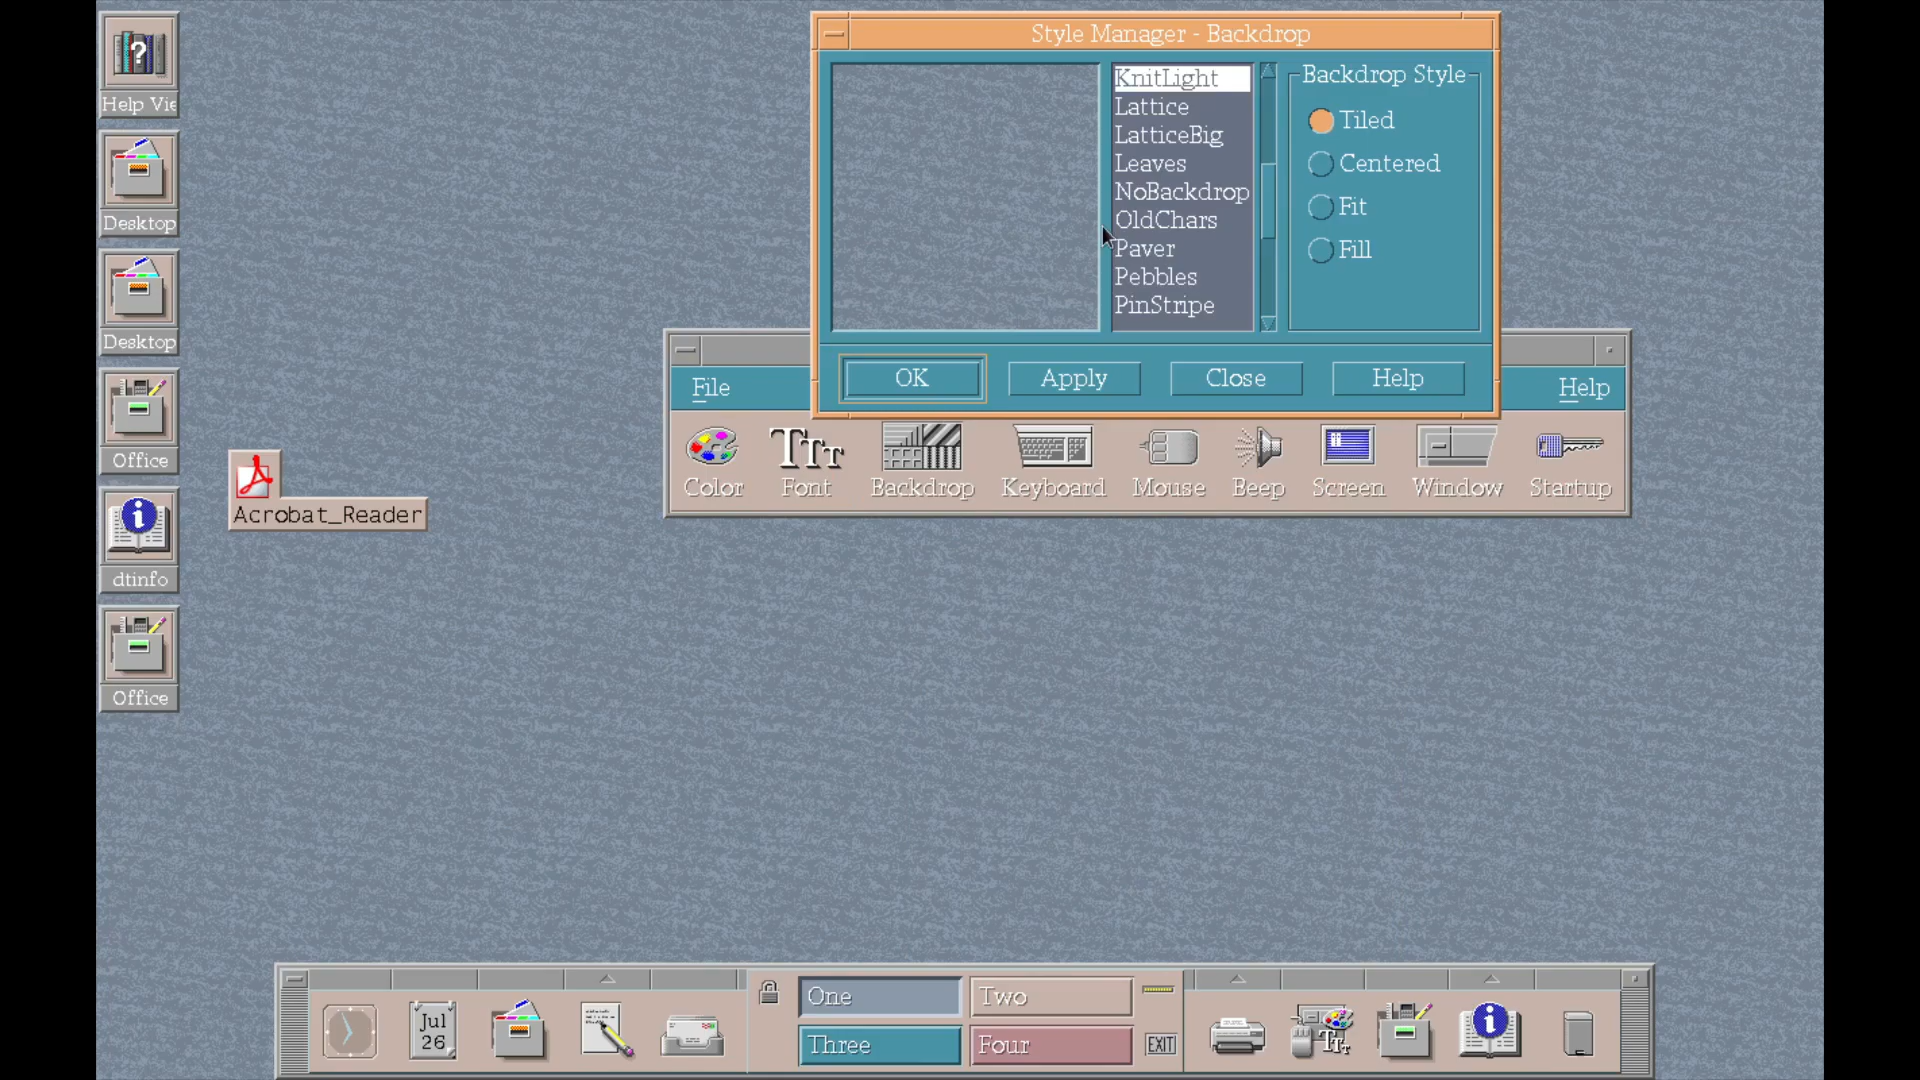 Help Vie
Desktop
Desktop
Office
dtinfo
Office
Acrobat_Reader
Style Manager - Backdrop
KnitLight
Lattice
LatticeBig
Leaves
NoBackdrop
OldChars
Paver
Pebbles
PinStripe
Backdrop Style
Tiled
Centered
Fit
Fill
OK Apply Close Help
File Help
Color Font Backdrop Keyboard Mouse Beep Screen Window Startup
Jul
26
One Two
Three Four
EXIT